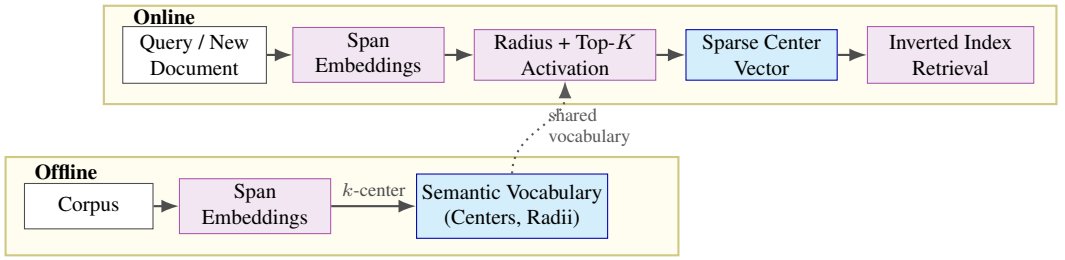 Online
Query / New
Document
Span
Embeddings
Radius + Top-K
Activation
Sparse Center
Vector
Inverted Index
Retrieval
shared
vocabulary
Offline
Corpus
Span
Embeddings
k-center
Semantic Vocabulary
(Centers, Radii)